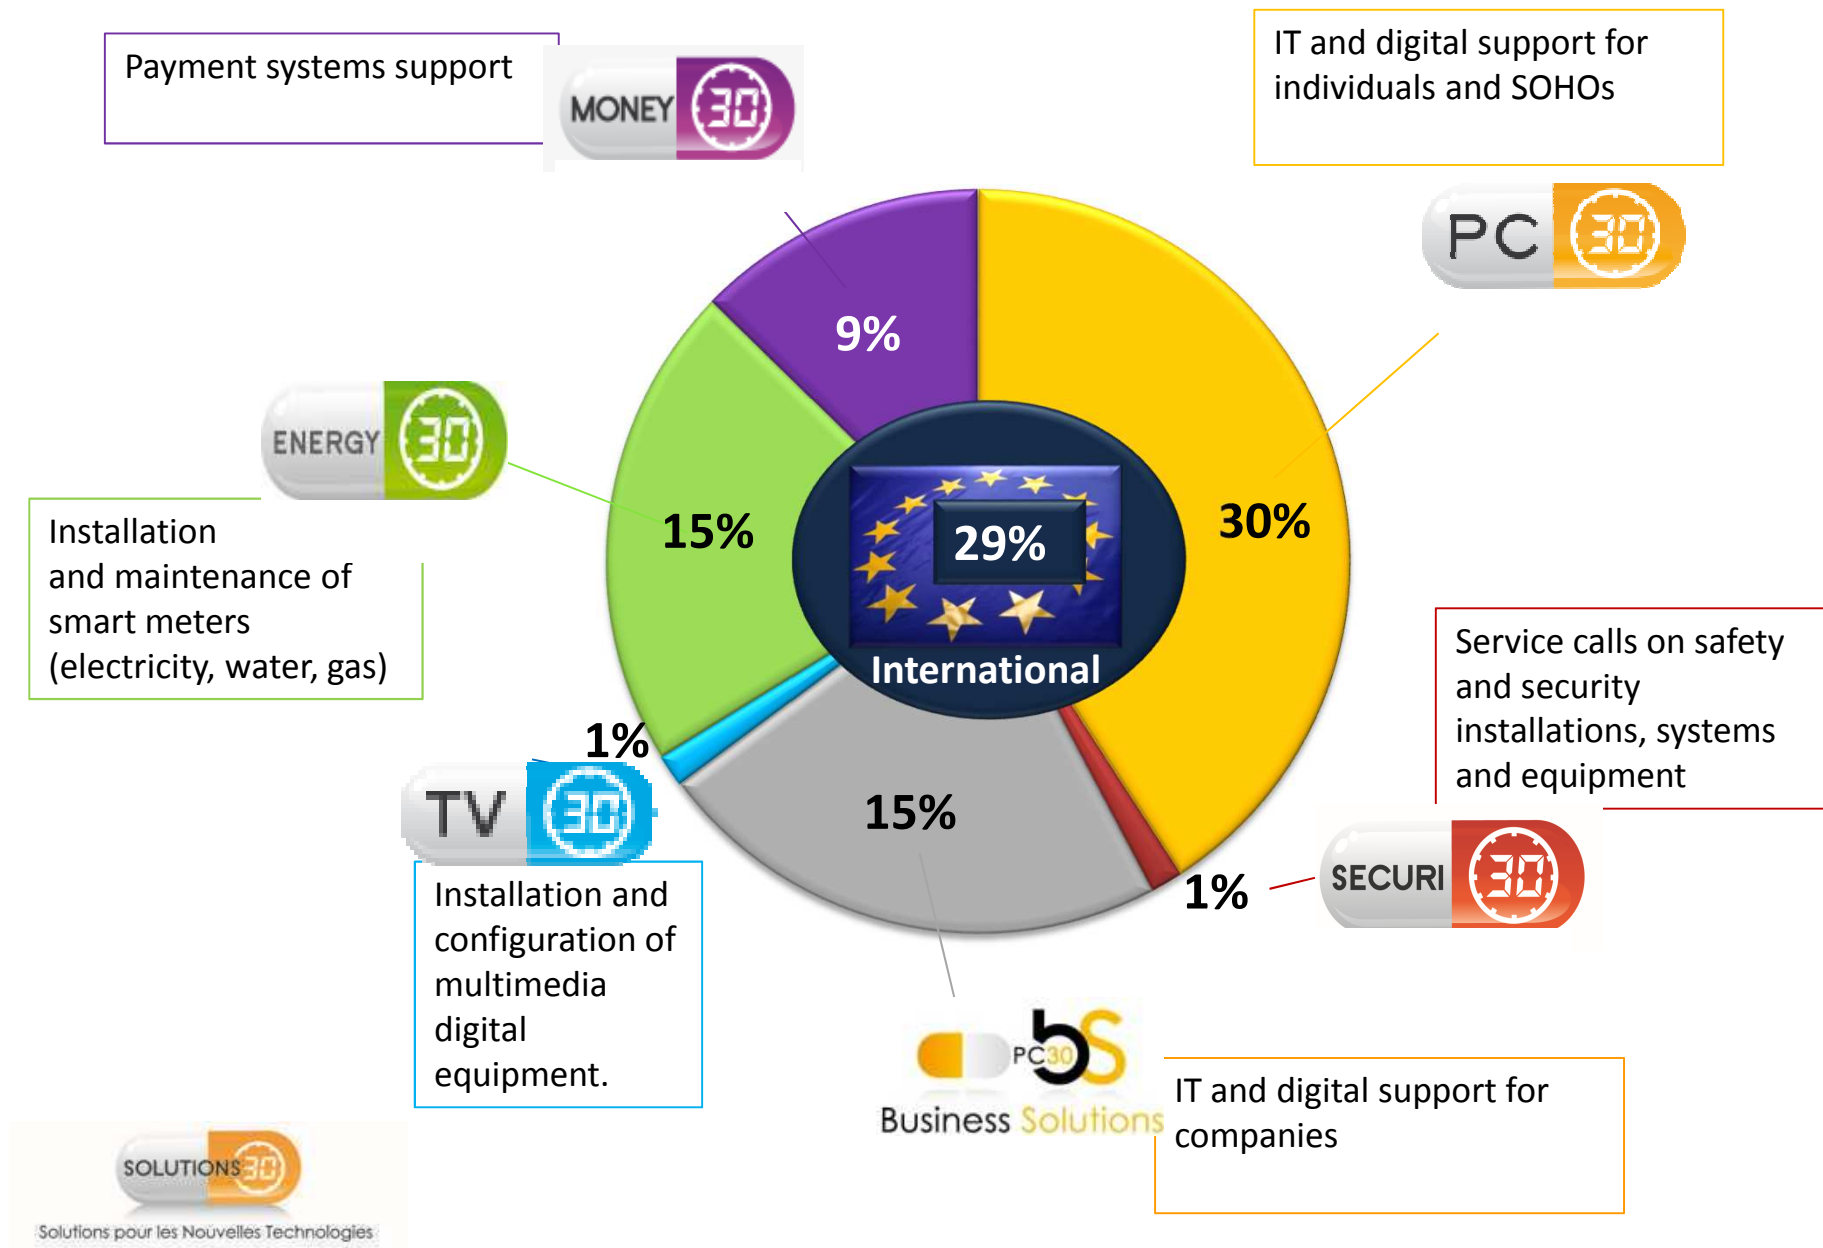 Payment systems support
MONEY 30
IT and digital support for
individuals and SOHOs
PC 30
9%
ENERGY 30
15%
30%
29%
International
Installation
and maintenance of
smart meters
(electricity, water, gas)
Service calls on safety
and security
installations, systems
and equipment
1%
TV 30
15%
SECURI 30
1%
Installation and
configuration of
multimedia
digital
equipment.
PC30 bS
Business Solutions
IT and digital support for
companies
SOLUTIONS 30
Solutions pour les Nouvelles Technologies